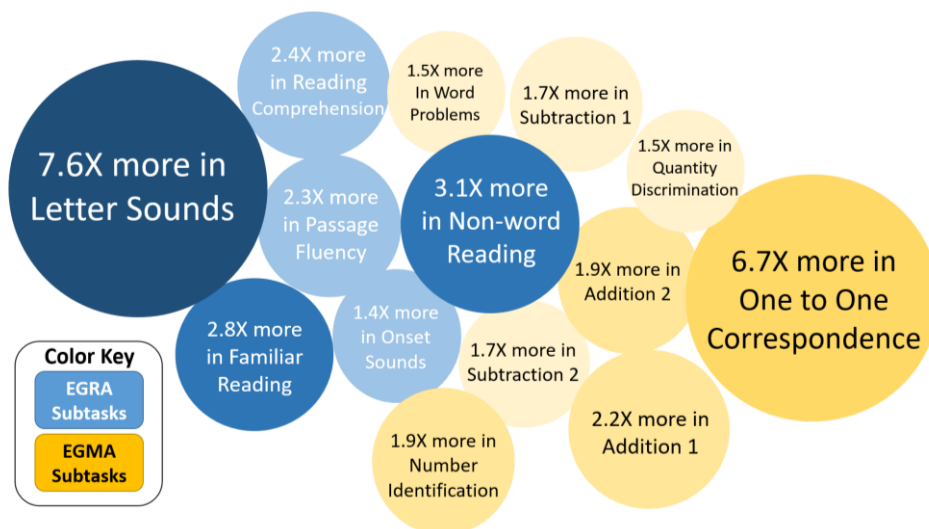 7.6X more in
Letter Sounds
2.4X more
in Reading
Comprehension
1.5X more
In Word
Problems
1.7X more in
Subtraction 1
1.5X more in
Quantity
Discrimination
2.3X more
in Passage
Fluency
3.1X more
in Non-word
Reading
1.9X more in
Addition 2
6.7X more in
One to One
Correspondence
2.8X more
in Familiar
Reading
1.4X more
in Onset
Sounds
1.7X more in
Subtraction 2
1.9X more in
Number
Identification
2.2X more in
Addition 1
Color Key
EGRA
Subtasks
EGMA
Subtasks